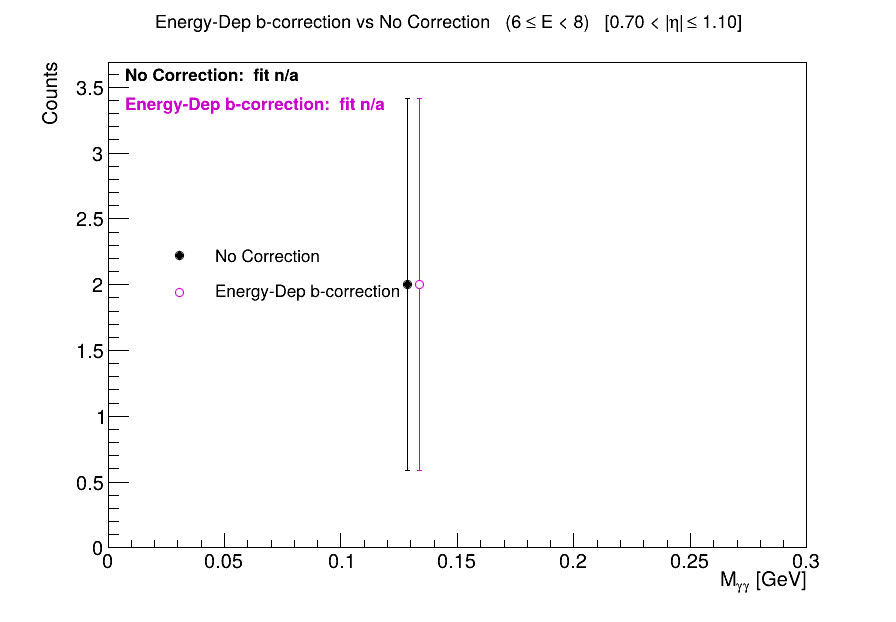 Energy-Dep b-correction vs No Correction (6 ≤ E < 8) [0.70 < |η| ≤ 1.10]
Counts
No Correction: fit n/a
Energy-Dep b-correction: fit n/a
3.5
3
2.5
No Correction
Energy-Dep b-correction
2
1.5
1
0.5
0
0 0.05 0.1 0.15 0.2 0.25 0.3
Mγγ [GeV]